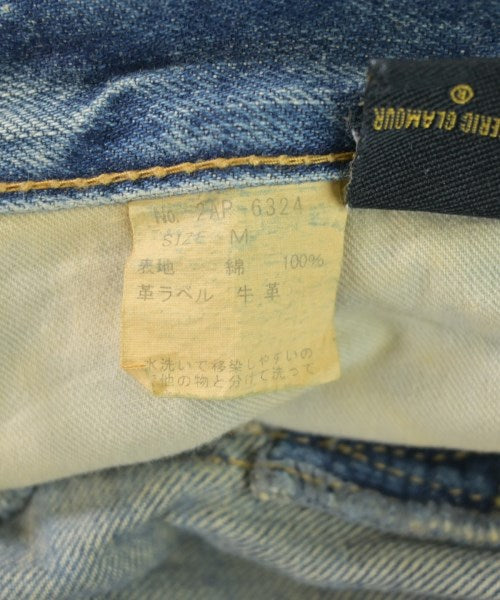 ERIC GLAMOUR
®
No. 2AP-6324
SIZE M
表地 綿 100%
革ラベル 牛革
水洗いで移染しやすいの
他の物と分けて洗って